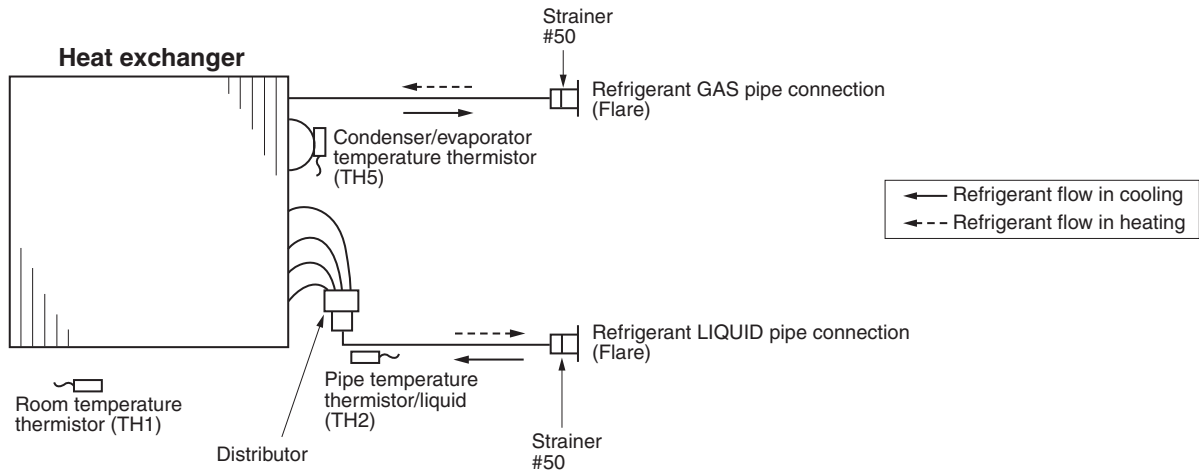 Strainer
#50
Heat exchanger
Refrigerant GAS pipe connection
(Flare)
Condenser/evaporator
temperature thermistor
(TH5)
Refrigerant flow in cooling
Refrigerant flow in heating
Refrigerant LIQUID pipe connection
(Flare)
Pipe temperature
thermistor/liquid
(TH2)
Room temperature
thermistor (TH1)
Distributor
Strainer
#50